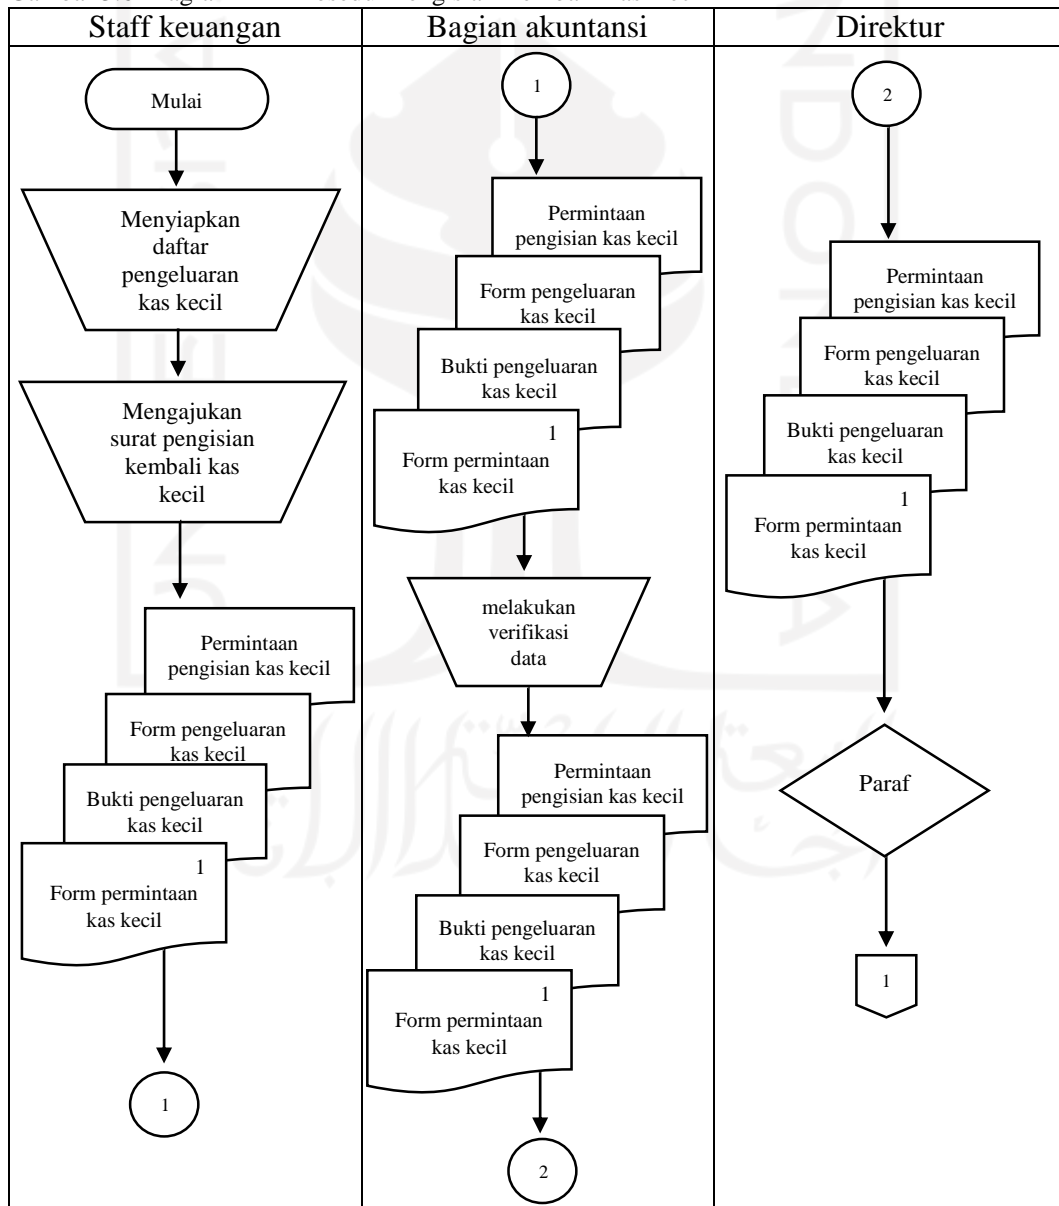 Staff keuangan
Bagian akuntansi
Direktur
Mulai
Menyiapkan
daftar
pengeluaran
kas kecil
Mengajukan
surat pengisian
kembali kas
kecil
Permintaan
pengisian kas kecil
Form pengeluaran
kas kecil
Bukti pengeluaran
kas kecil
1
Form permintaan
kas kecil
1
1
Permintaan
pengisian kas kecil
Form pengeluaran
kas kecil
Bukti pengeluaran
kas kecil
1
Form permintaan
kas kecil
melakukan
verifikasi
data
Permintaan
pengisian kas kecil
Form pengeluaran
kas kecil
Bukti pengeluaran
kas kecil
1
Form permintaan
kas kecil
2
2
Permintaan
pengisian kas kecil
Form pengeluaran
kas kecil
Bukti pengeluaran
kas kecil
1
Form permintaan
kas kecil
Paraf
1